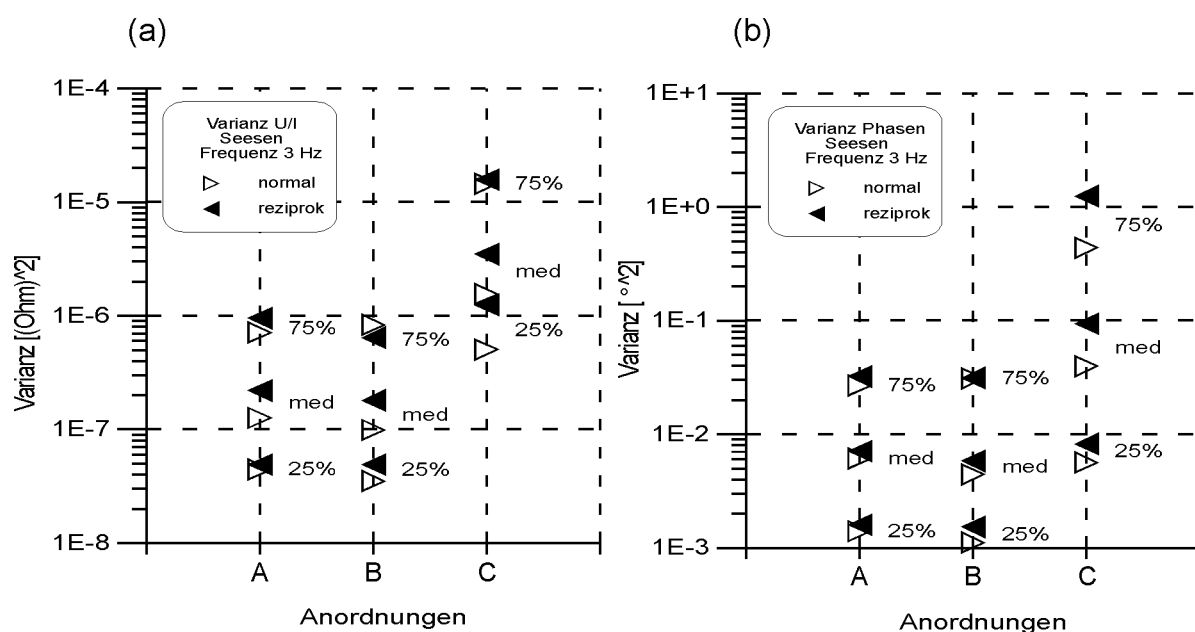 (a)
1E-4
1E-5
1E-6
1E-7
1E-8
Varianz [(Ohm)^2]
Varianz U/I
Seesen
Frequenz 3 Hz
normal
reziprok
75%
med
25%
75%
med
25%
75%
med
25%
A
B
C
Anordnungen
(b)
1E+1
1E+0
1E-1
1E-2
1E-3
Varianz [°^2]
Varianz Phasen
Seesen
Frequenz 3 Hz
normal
reziprok
75%
med
25%
75%
med
25%
75%
med
25%
A
B
C
Anordnungen